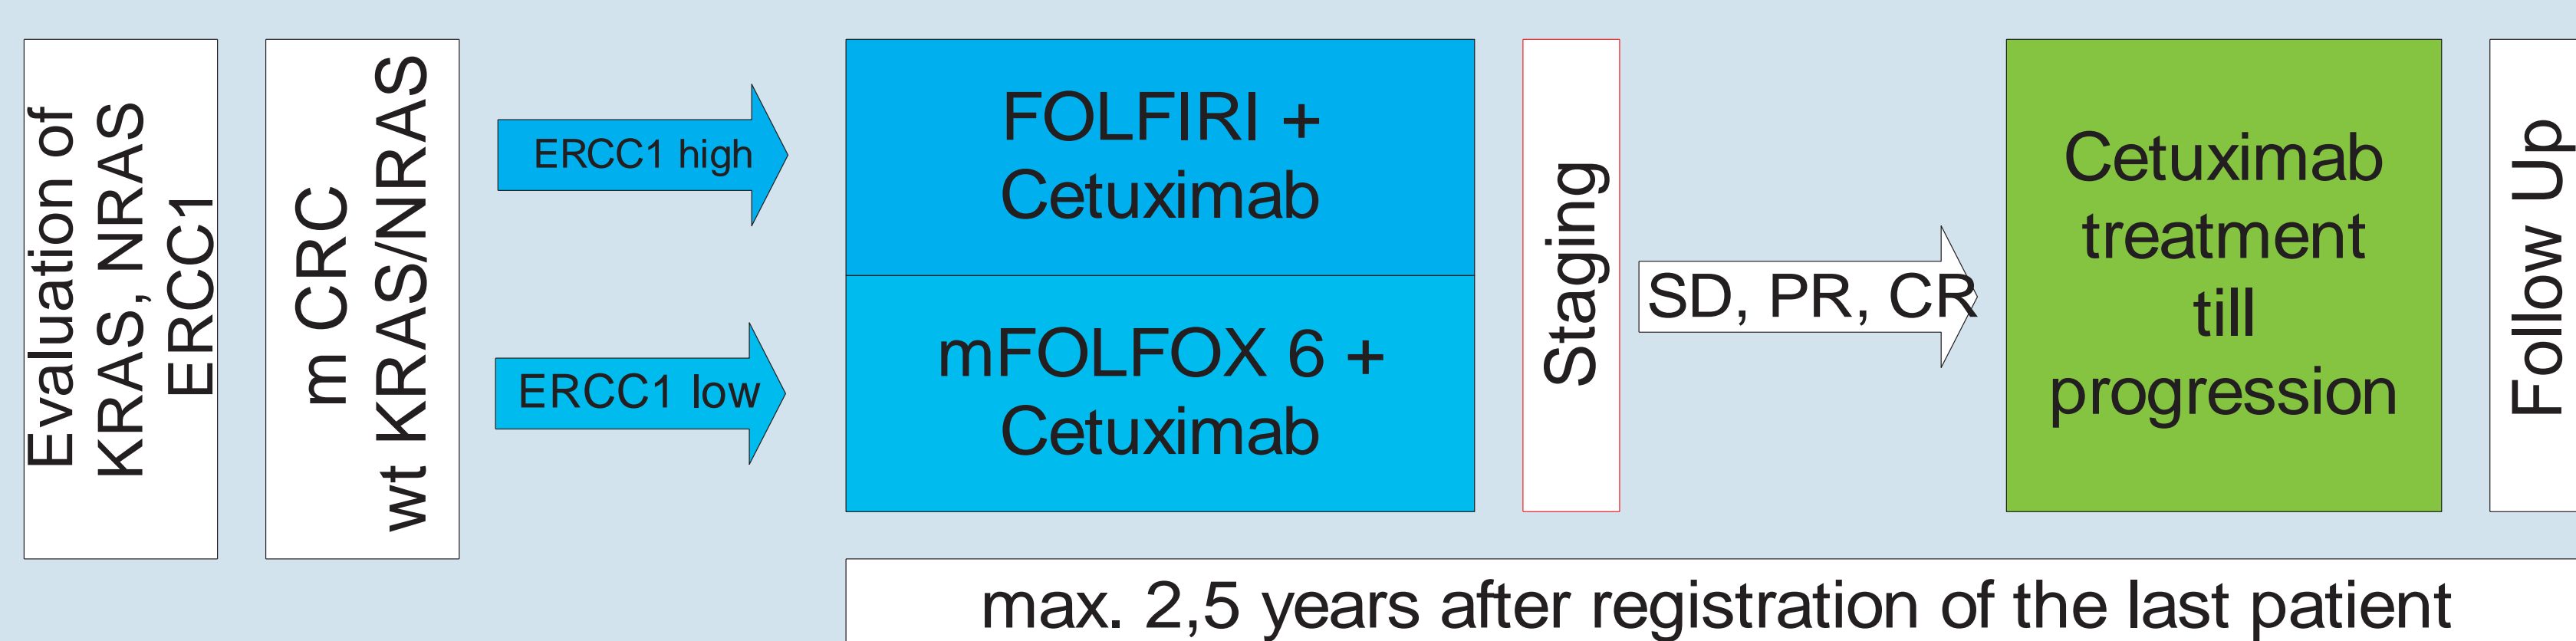 Evaluation of
KRAS, NRAS
ERCC1
m CRC
wt KRAS/NRAS
ERCC1 high
ERCC1 low
FOLFIRI +
Cetuximab
mFOLFOX 6 +
Cetuximab
Staging
SD, PR, CR
Cetuximab
treatment
till
progression
Follow Up
max. 2,5 years after registration of the last patient